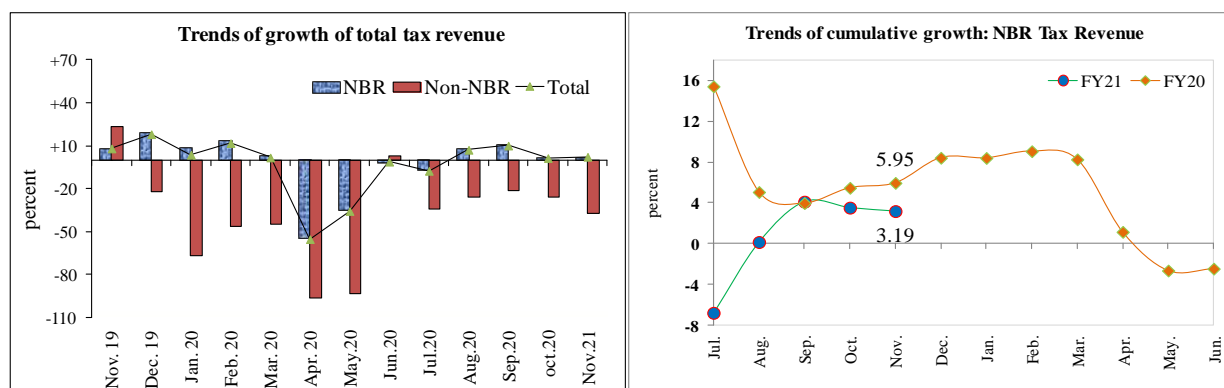 Trends of growth of total tax revenue
+70
+40
+10
-20
-50
-80
-110
percent
NBR Non-NBR Total
Nov. 19
Dec. 19
Jan. 20
Feb. 20
Mar. 20
Apr. 20
May.20
Jun.20
Jul.20
Aug.20
Sep.20
oct.20
Nov.21
Trends of cumulative growth: NBR Tax Revenue
16
12
8
4
0
-4
-8
percent
FY21 FY20
5.95
3.19
Jul.
Aug.
Sep.
Oct.
Nov.
Dec.
Jan.
Feb.
Mar.
Apr.
May.
Jun.